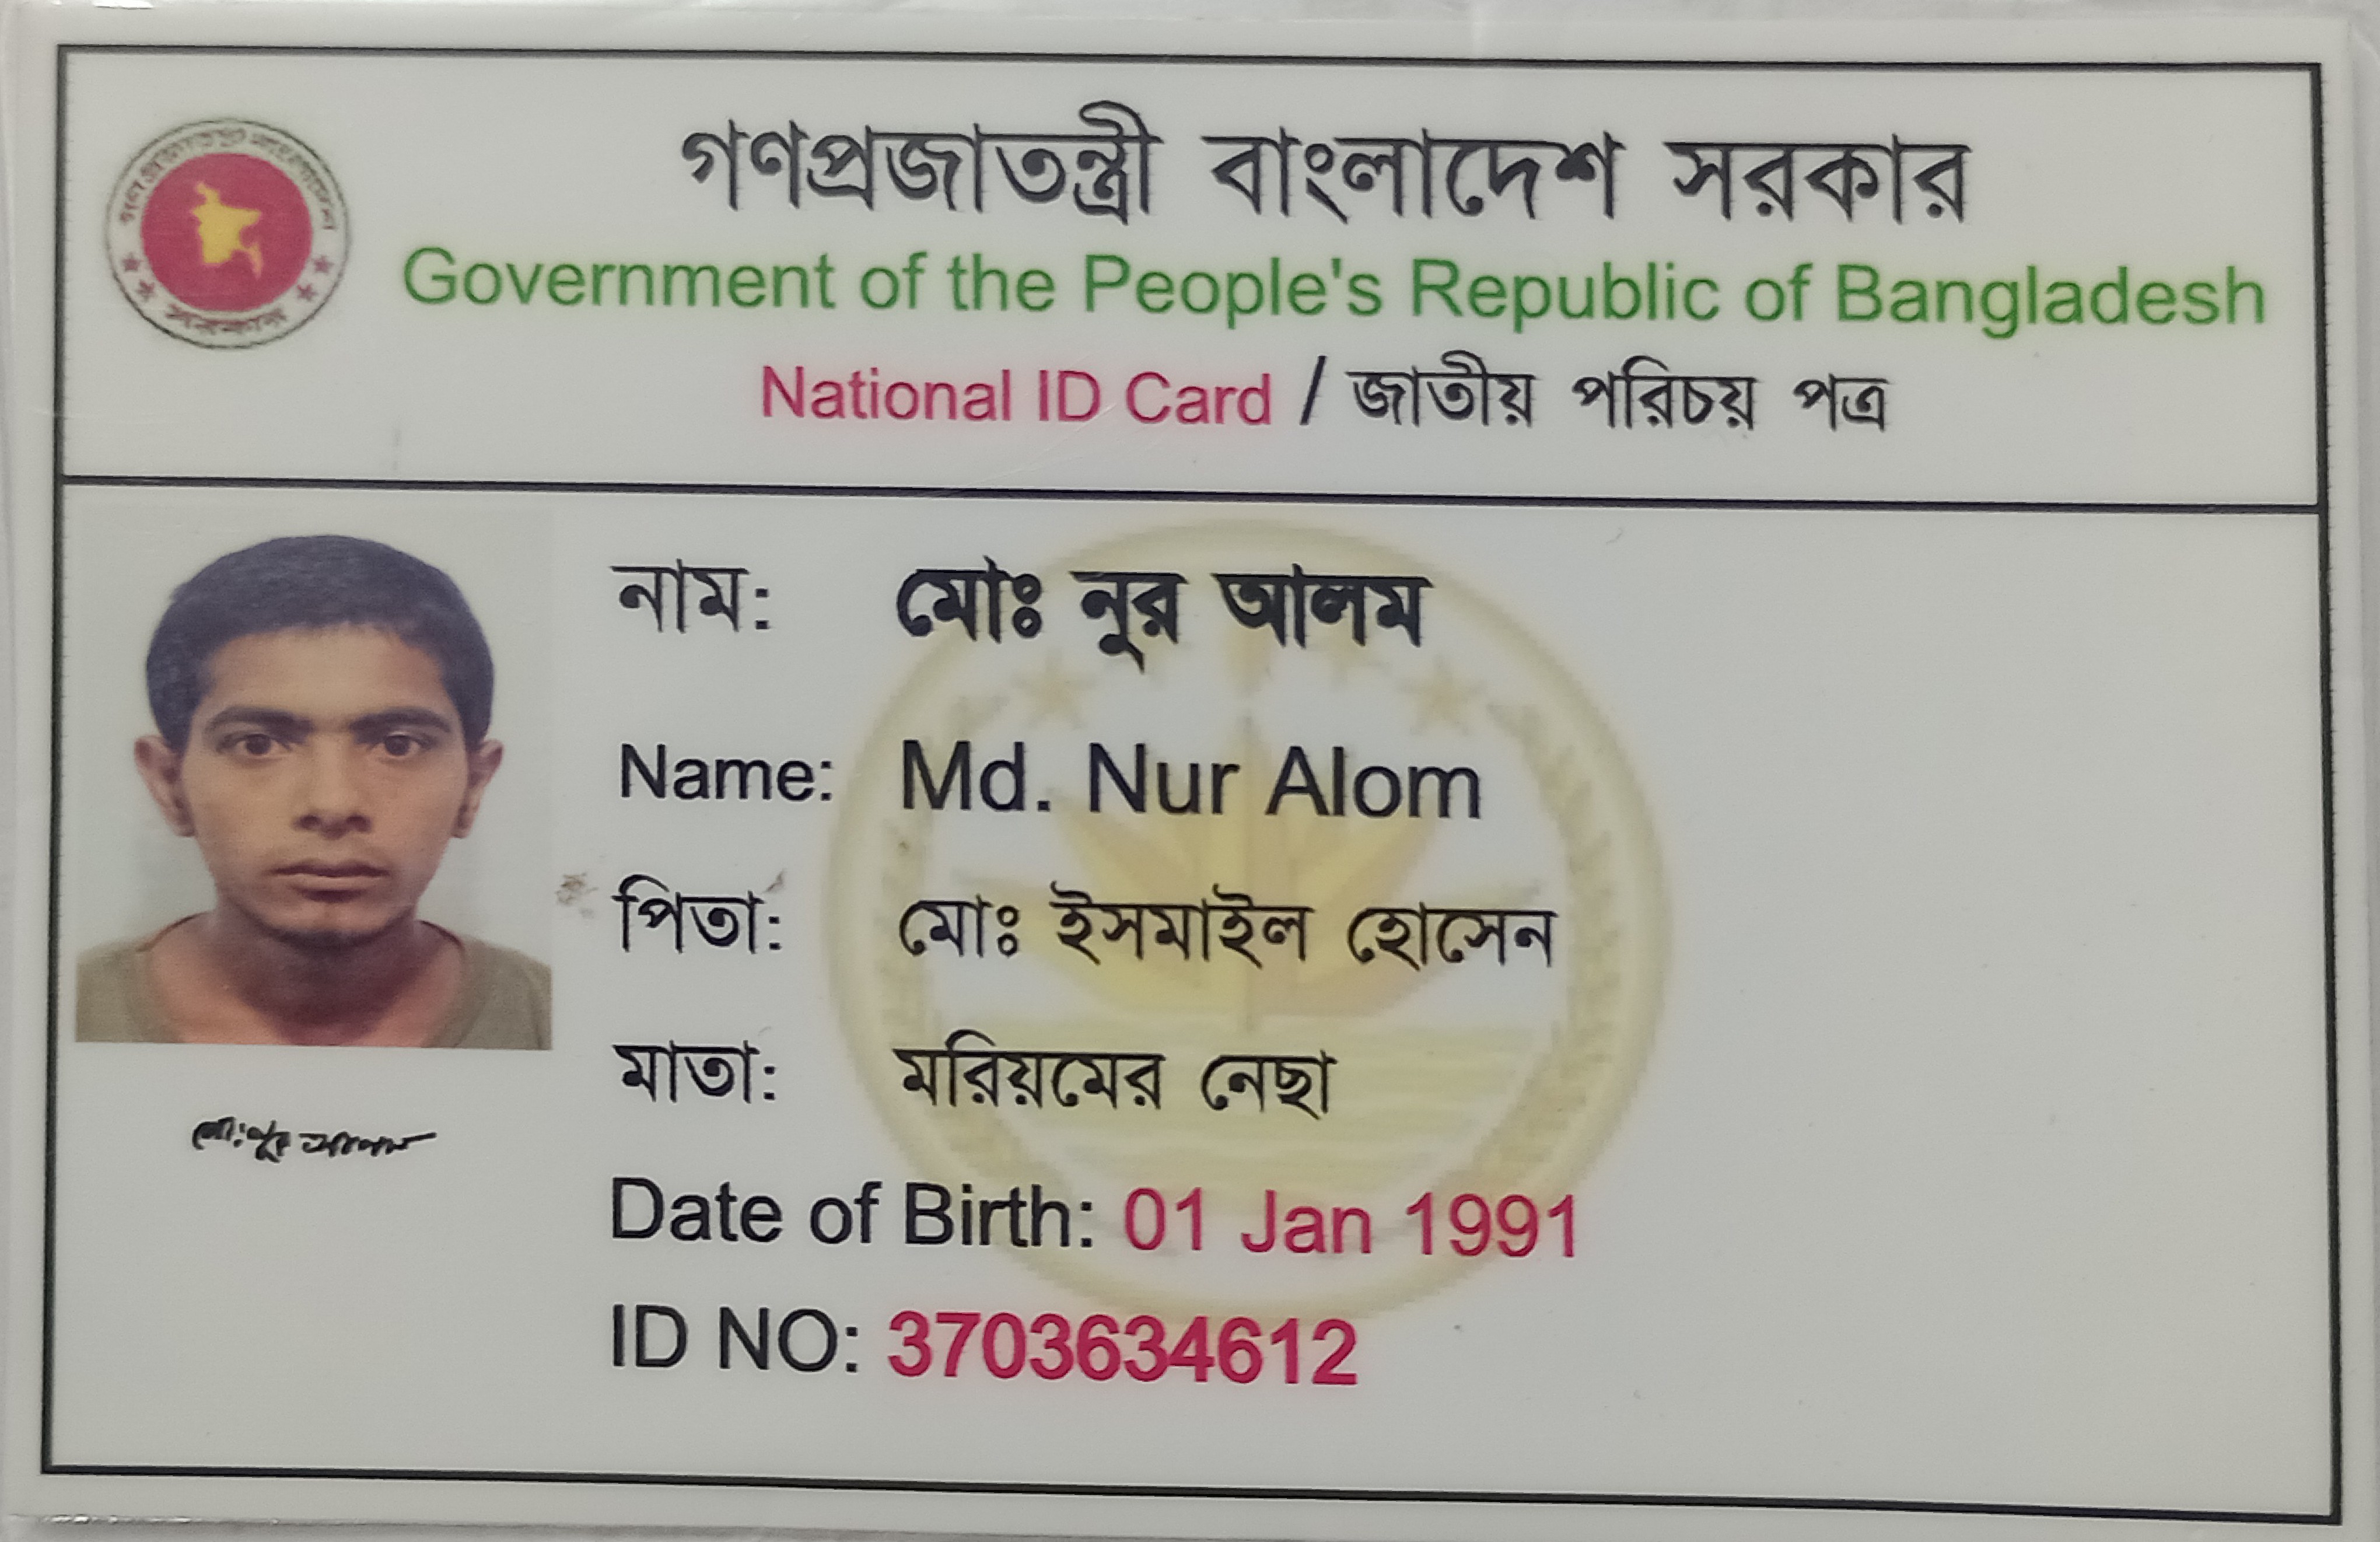 গণপ্রজাতন্ত্রী বাংলাদেশ সরকার
Government of the People's Republic of Bangladesh
National ID Card / জাতীয় পরিচয় পত্র
নাম: মোঃ নুর আলম
Name: Md. Nur Alom
পিতা: মোঃ ইসমাইল হোসেন
মাতা: মরিয়মের নেছা
মোঃ নুর আলম
Date of Birth: 01 Jan 1991
ID NO: 3703634612